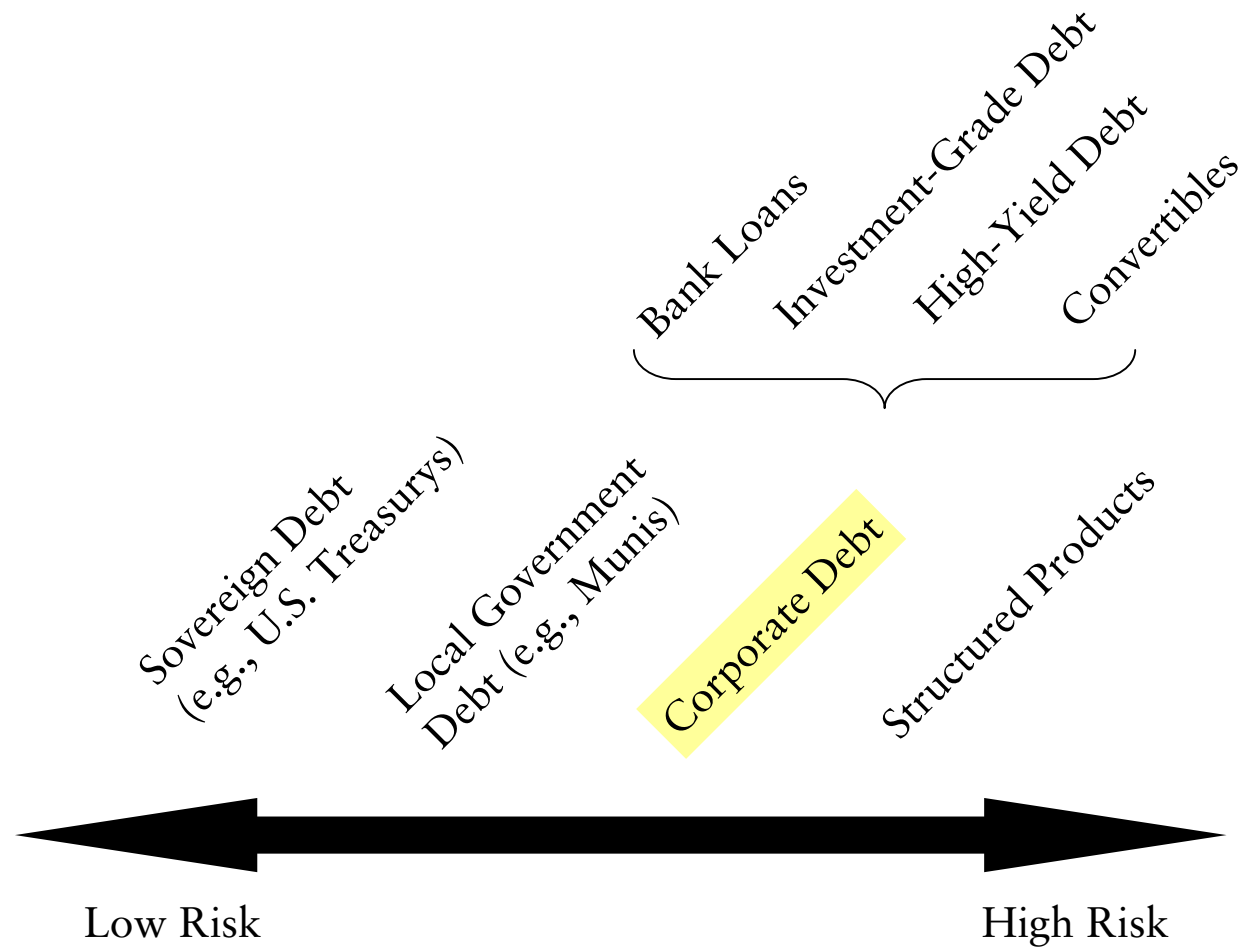 Bank Loans
Investment-Grade Debt
High-Yield Debt
Convertibles
Sovereign Debt
(e.g., U.S. Treasurys)
Local Government
Debt (e.g., Munis)
Corporate Debt
Structured Products
Low Risk
High Risk